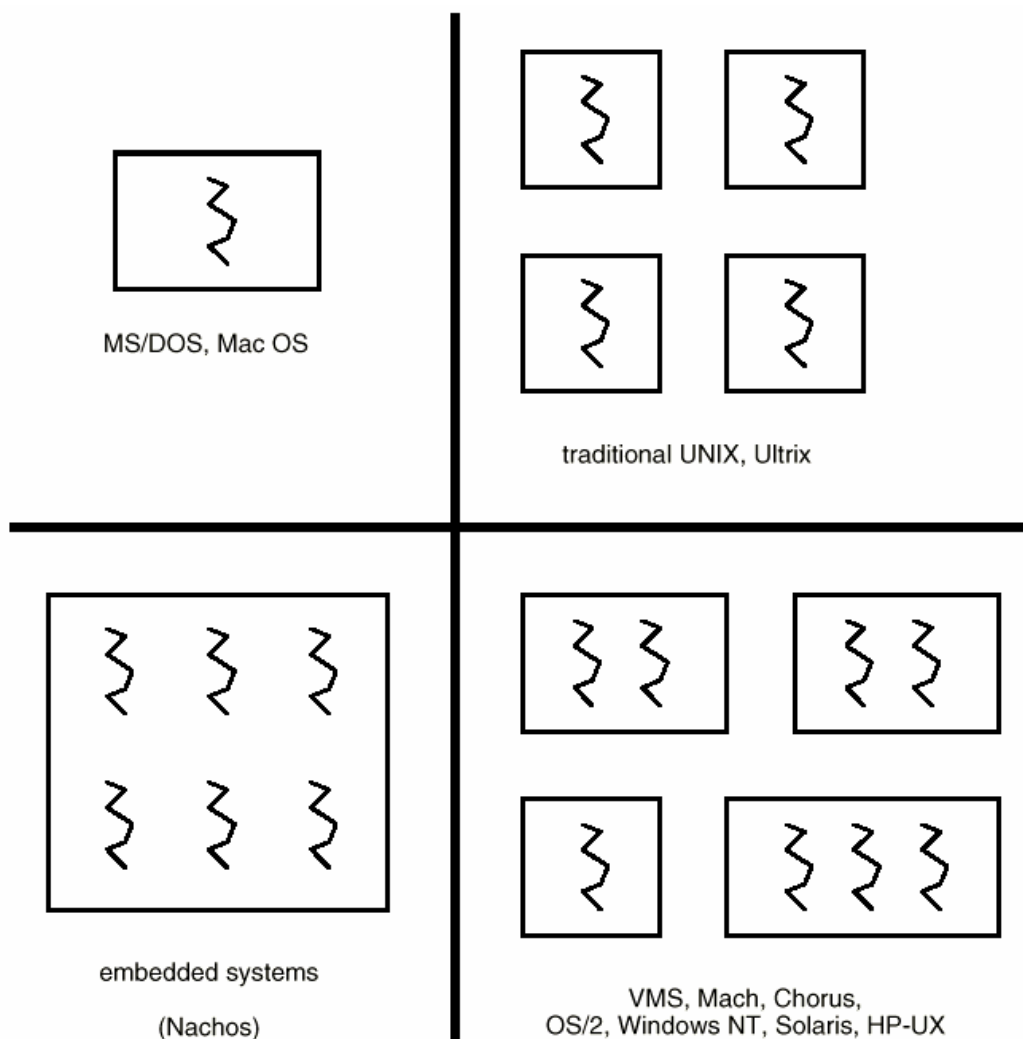 MS/DOS, Mac OS
traditional UNIX, Ultrix
embedded systems
(Nachos)
VMS, Mach, Chorus,
OS/2, Windows NT, Solaris, HP-UX